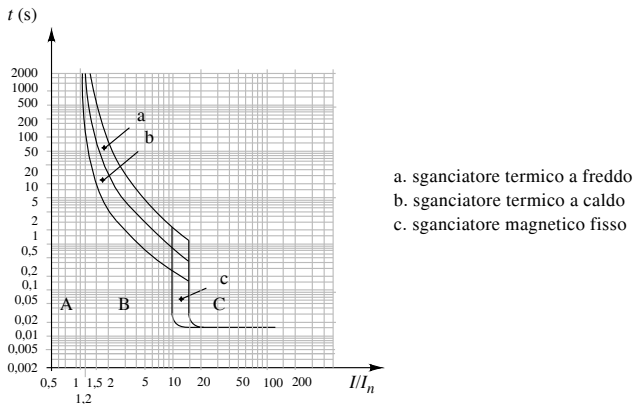 t (s)
2000
1000
500
200
100
50
20
10
5
2
1
0,5
0,2
0,1
0,05
0,02
0,01
0,005
0,002
a
b
c
A B C
0,5 1 1,5 2 5 10 20 50 100 200
1,2
I/In
a. sganciatore termico a freddo
b. sganciatore termico a caldo
c. sganciatore magnetico fisso